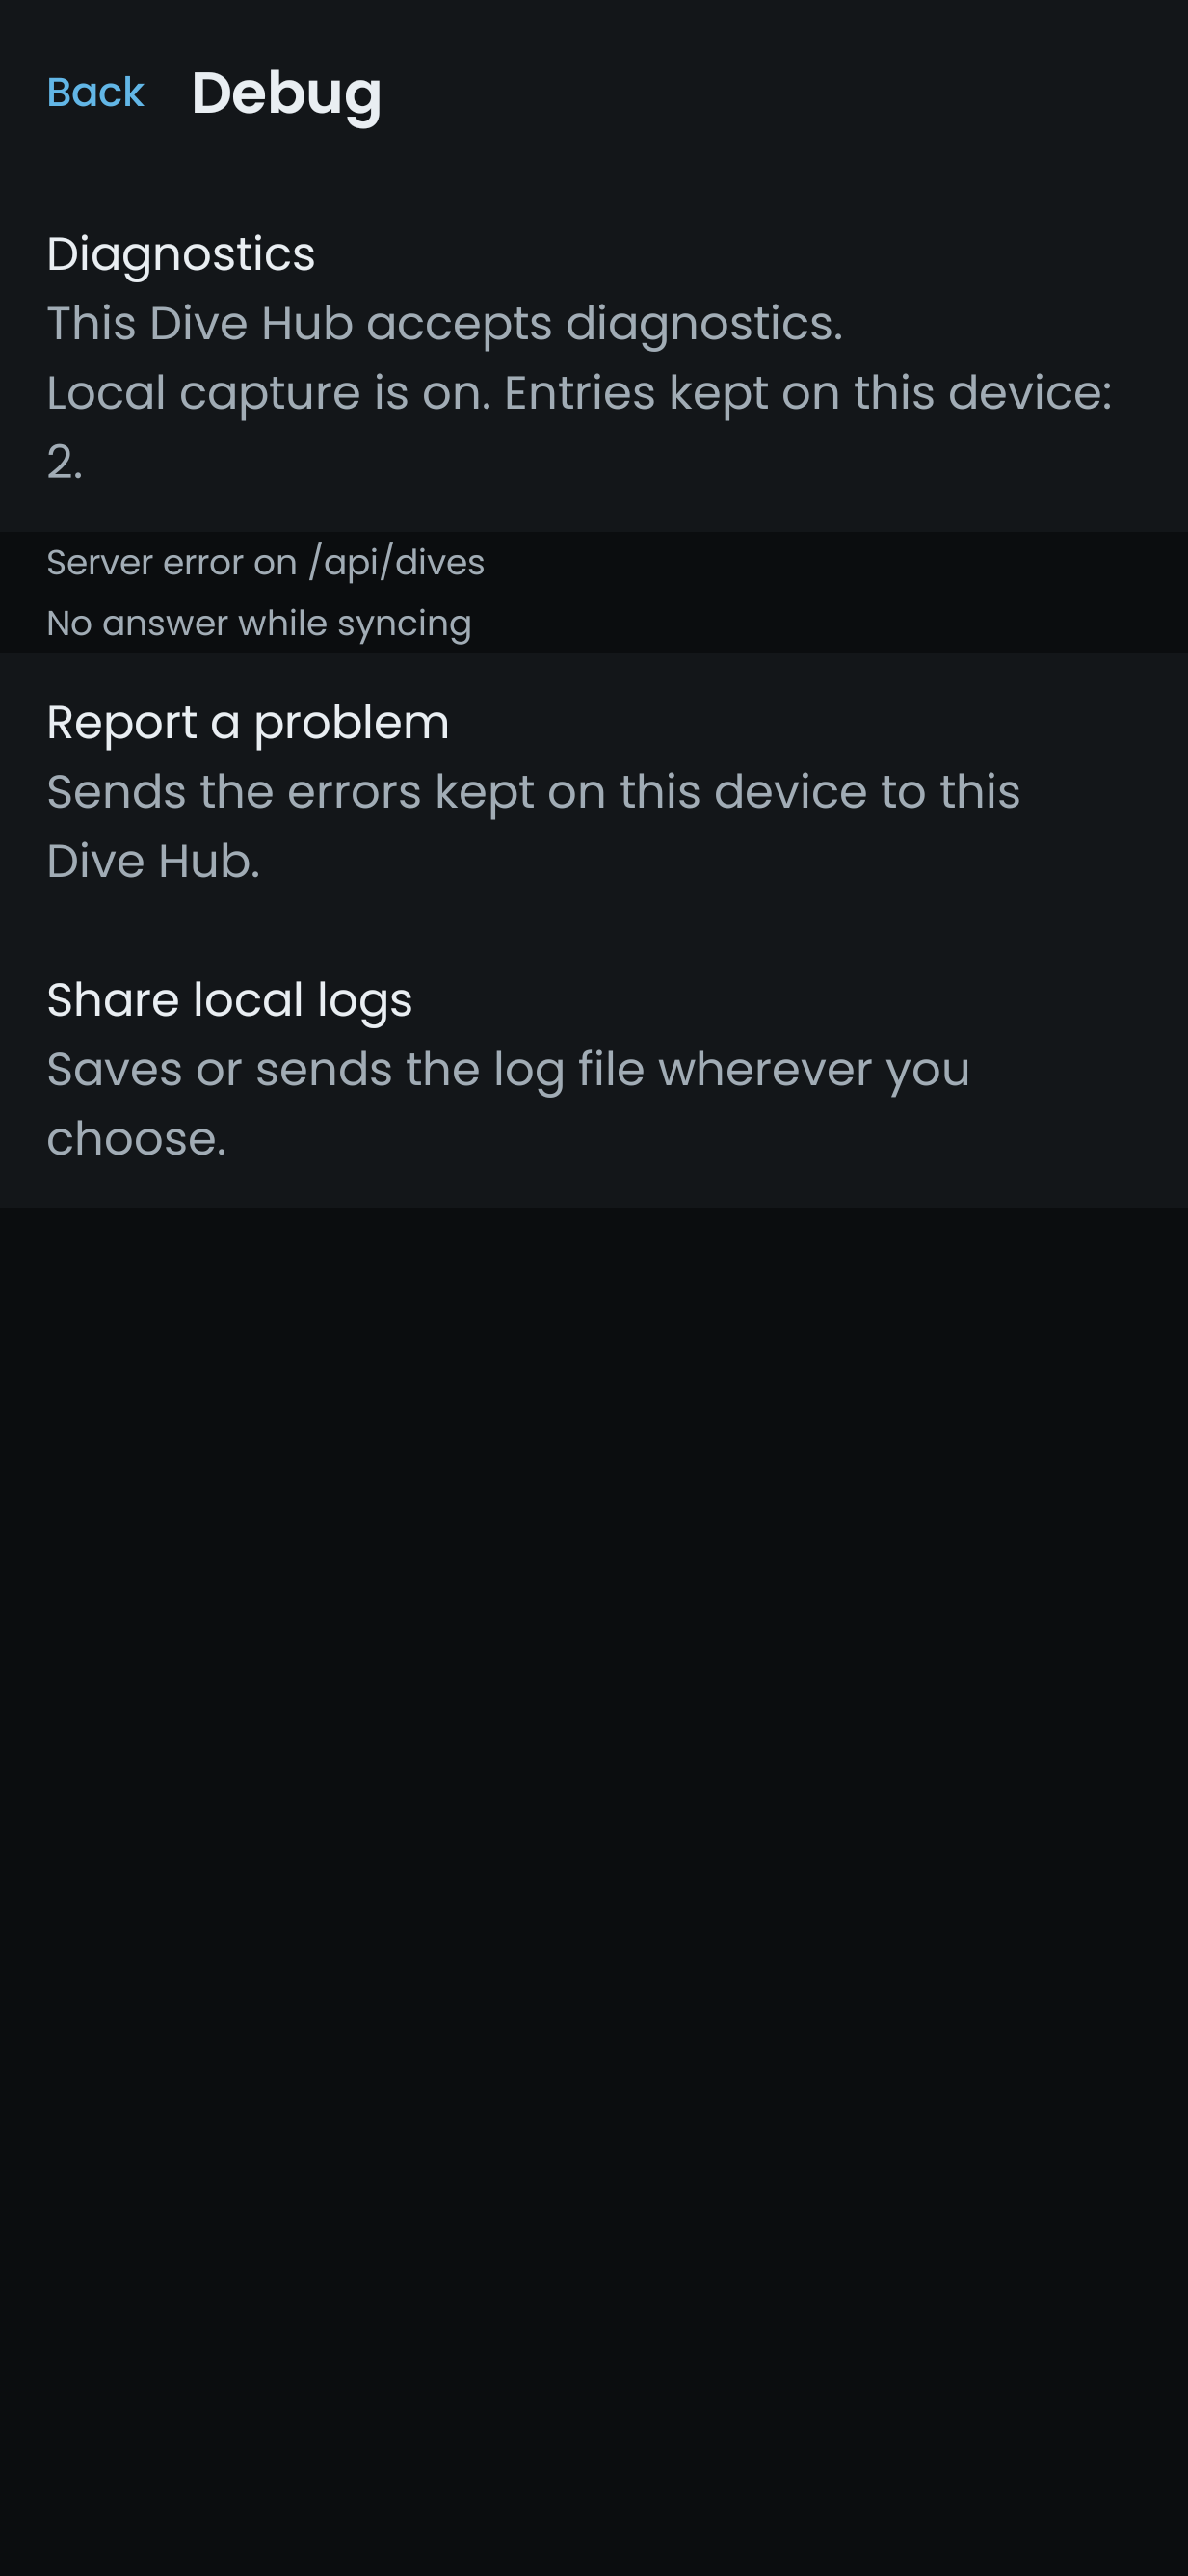 Back Debug
Diagnostics
This Dive Hub accepts diagnostics.
Local capture is on. Entries kept on this device:
2.
Server error on /api/dives
No answer while syncing
Report a problem
Sends the errors kept on this device to this
Dive Hub.
Share local logs
Saves or sends the log file wherever you
choose.